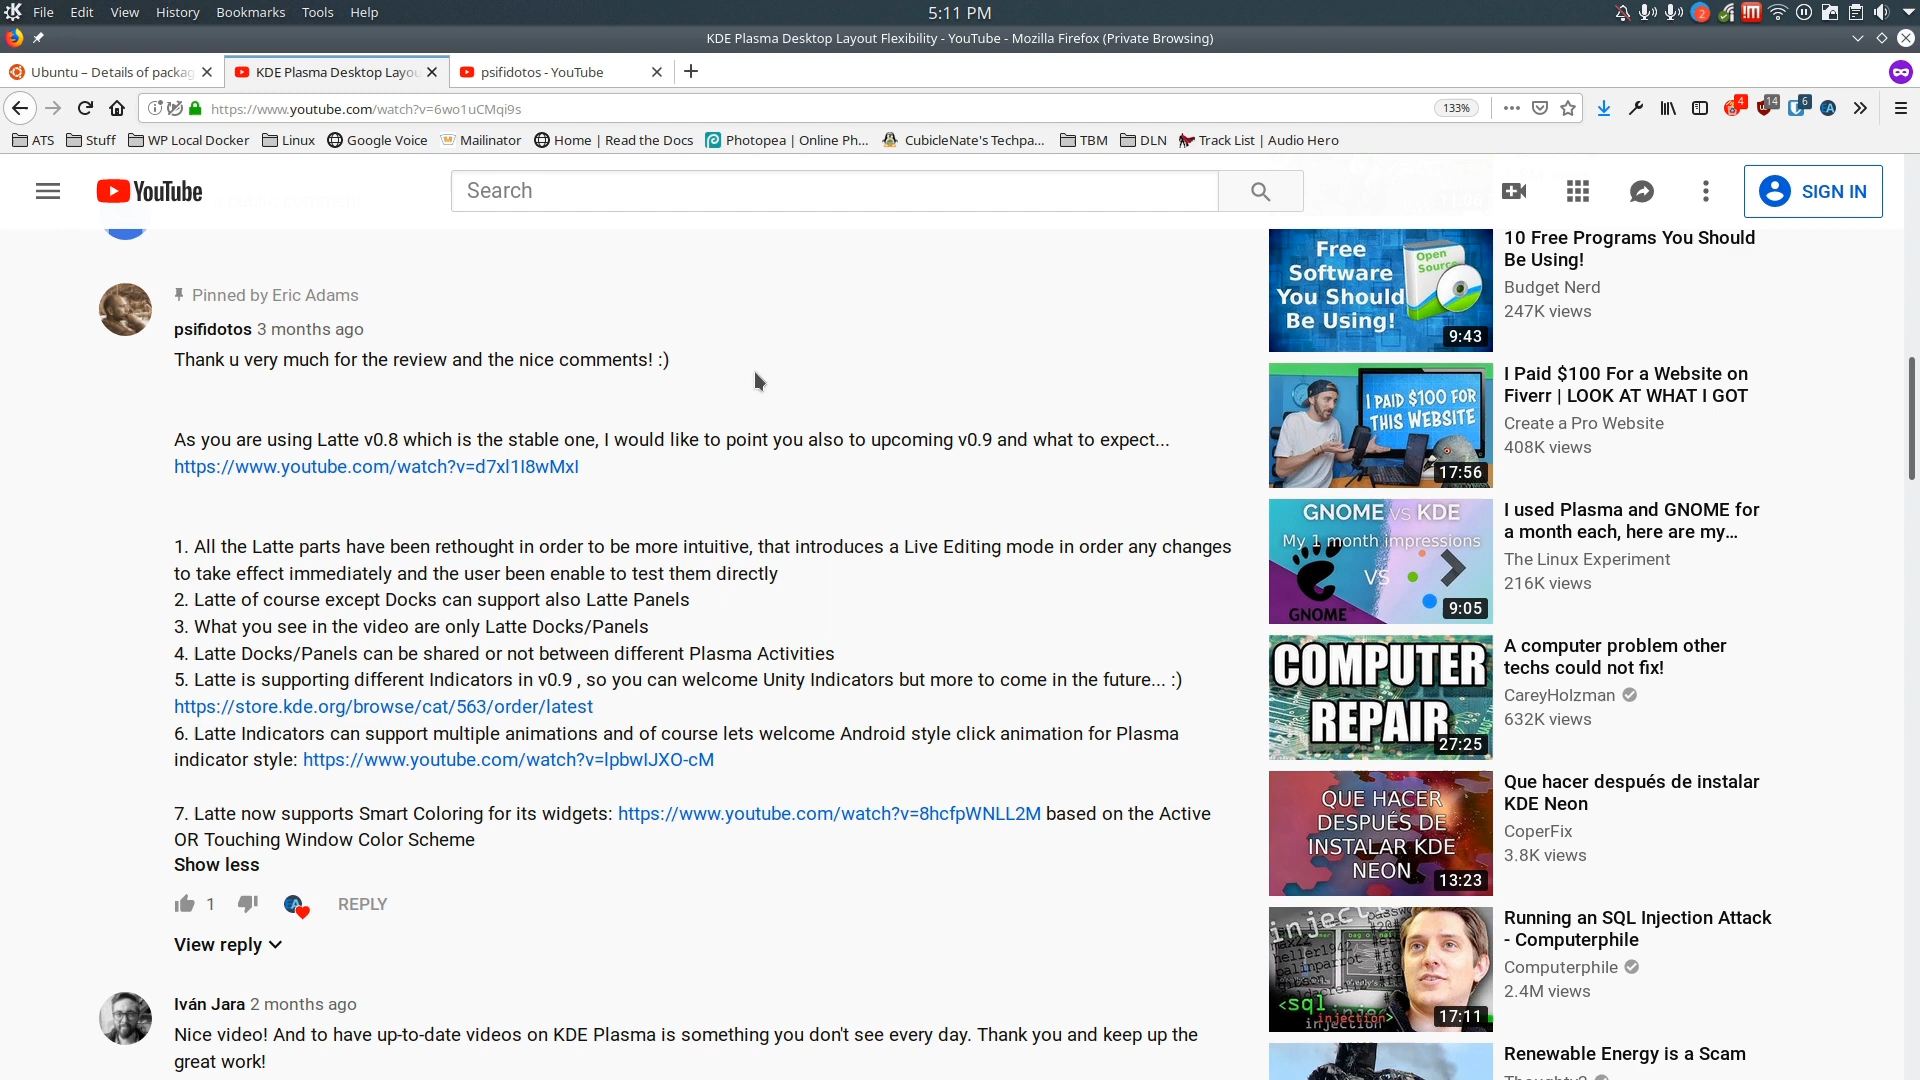 File Edit View History Bookmarks Tools Help 5:11 PM
KDE Plasma Desktop Layout Flexibility - YouTube - Mozilla Firefox (Private Browsing)
Ubuntu – Details of packag KDE Plasma Desktop Layou psifidotos - YouTube
https://www.youtube.com/watch?v=6wo1uCMqi9s 133% 4 14 6
ATS Stuff WP Local Docker Linux Google Voice Mailinator Home | Read the Docs Photopea | Online Ph... CubicleNate's Techpa... TBM DLN Track List | Audio Hero
YouTube Search SIGN IN
Pinned by Eric Adams
psifidotos 3 months ago
Thank u very much for the review and the nice comments! :)
As you are using Latte v0.8 which is the stable one, I would like to point you also to upcoming v0.9 and what to expect...
https://www.youtube.com/watch?v=d7xl1I8wMxI
1. All the Latte parts have been rethought in order to be more intuitive, that introduces a Live Editing mode in order any changes
to take effect immediately and the user been enable to test them directly
2. Latte of course except Docks can support also Latte Panels
3. What you see in the video are only Latte Docks/Panels
4. Latte Docks/Panels can be shared or not between different Plasma Activities
5. Latte is supporting different Indicators in v0.9 , so you can welcome Unity Indicators but more to come in the future... :)
https://store.kde.org/browse/cat/563/order/latest
6. Latte Indicators can support multiple animations and of course lets welcome Android style click animation for Plasma
indicator style: https://www.youtube.com/watch?v=lpbwIJXO-cM
7. Latte now supports Smart Coloring for its widgets: https://www.youtube.com/watch?v=8hcfpWNLL2M based on the Active
OR Touching Window Color Scheme
Show less
1 REPLY
View reply
Iván Jara 2 months ago
Nice video! And to have up-to-date videos on KDE Plasma is something you don't see every day. Thank you and keep up the
great work!
Free
Software
You Should
Be Using!
Open
Source
9:43
10 Free Programs You Should
Be Using!
Budget Nerd
247K views
I PAID $100 FOR
THIS WEBSITE
17:56
I Paid $100 For a Website on
Fiverr | LOOK AT WHAT I GOT
Create a Pro Website
408K views
GNOME VS KDE
My 1 month impressions
VS
GNOME
9:05
I used Plasma and GNOME for
a month each, here are my...
The Linux Experiment
216K views
COMPUTER
REPAIR
27:25
A computer problem other
techs could not fix!
CareyHolzman
632K views
QUE HACER
DESPUÉS DE
INSTALAR KDE
NEON
13:23
Que hacer después de instalar
KDE Neon
CoperFix
3.8K views
heller1942
palinparrot
<sql
injection>
injection
17:11
Running an SQL Injection Attack
- Computerphile
Computerphile
2.4M views
Renewable Energy is a Scam